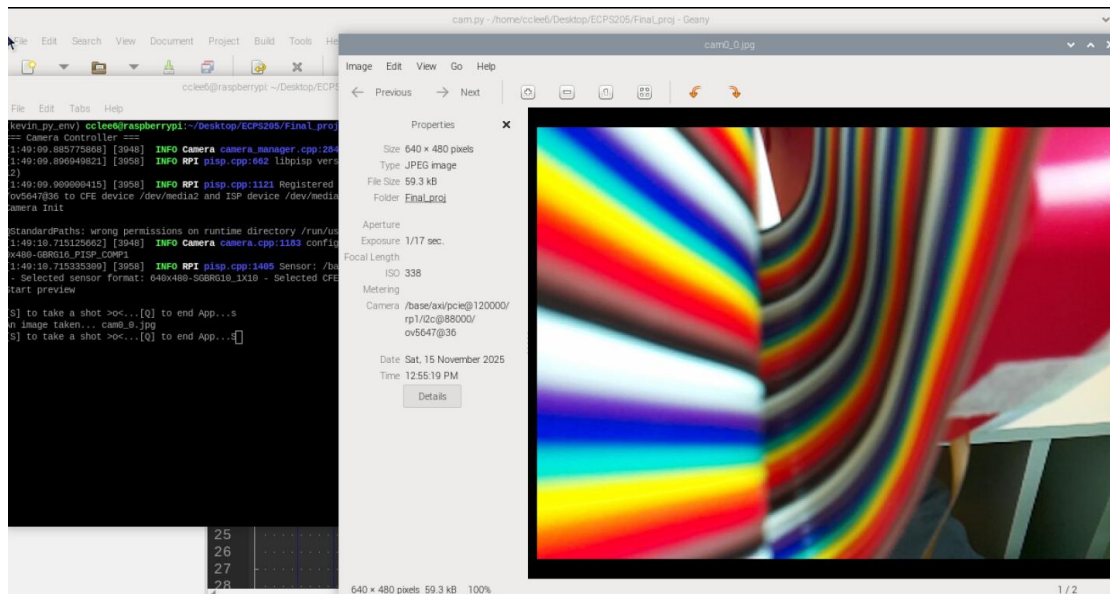 cam.py - /home/cclee6/Desktop/ECPS205/Final_proj - Geany
File Edit Search View Document Project Build Tools He
cam0_0.jpg
cclee6@raspberrypi: ~/Desktop/ECPS
File Edit Tabs Help
Image Edit View Go Help
Previous Next
(kevin_py_env) cclee6@raspberrypi:~/Desktop/ECPS205/Final_proj
=== Camera Controller ===
[1:49:09.885775868] [3948] INFO Camera camera_manager.cpp:284
[1:49:09.896949821] [3958] INFO RPI pisp.cpp:662 libpisp vers
12)
[1:49:09.909000415] [3958] INFO RPI pisp.cpp:1121 Registered
/ov5647@36 to CFE device /dev/media2 and ISP device /dev/media
Camera Init
QStandardPaths: wrong permissions on runtime directory /run/us
[1:49:10.715125662] [3948] INFO Camera camera.cpp:1183 config
0x480-GBRG16_PISP_COMP1
[1:49:10.715335309] [3958] INFO RPI pisp.cpp:1405 Sensor: /ba
- Selected sensor format: 640x480-SGBRG10_1X10 - Selected CFE
Start preview
[S] to take a shot >o<...[Q] to end App...s
An image taken... cam0_0.jpg
[S] to take a shot >o<...[Q] to end App...S
25
26
27
28
Properties
Size 640 × 480 pixels
Type JPEG image
File Size 59.3 kB
Folder Final_proj
Aperture
Exposure 1/17 sec.
Focal Length
ISO 338
Metering
Camera /base/axi/pcie@120000/
rp1/i2c@88000/
ov5647@36
Date Sat, 15 November 2025
Time 12:55:19 PM
Details
640 × 480 pixels 59.3 kB 100%
1 / 2